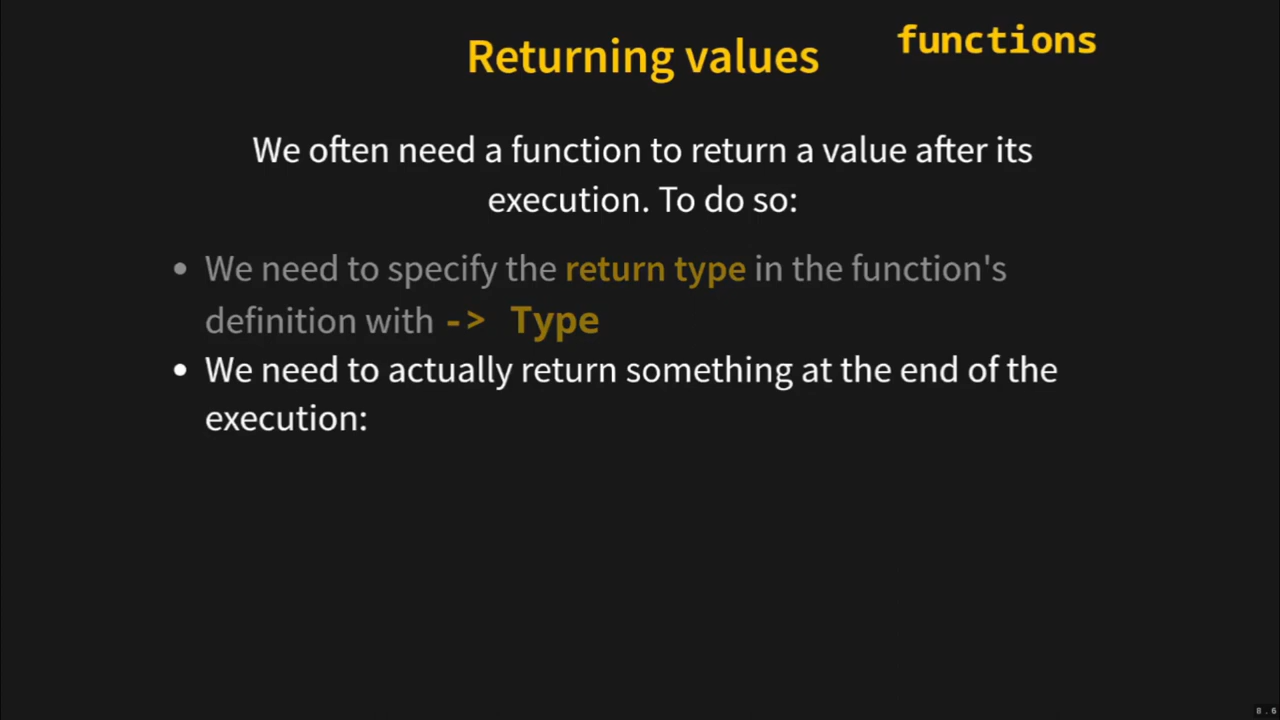 functions
Returning values
We often need a function to return a value after its
execution. To do so:
• We need to specify the return type in the function's
definition with -> Type
• We need to actually return something at the end of the
execution:
8.6